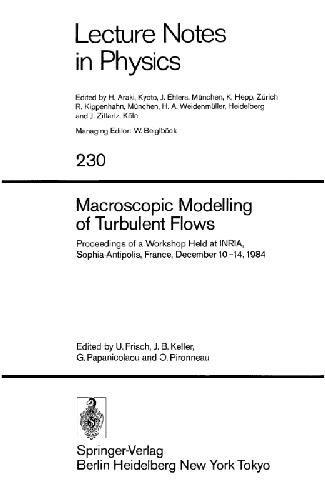 Lecture Notes
in Physics
Edited by H. Araki, Kyoto, J. Ehlers, München, K. Hepp, Zürich
R. Kippenhahn, München, H. A. Weidenmüller, Heidelberg
and J. Zittartz, Köln
Managing Editor: W. Beiglböck
230
Macroscopic Modelling
of Turbulent Flows
Proceedings of a Workshop Held at INRIA,
Sophia-Antipolis, France, December 10–14, 1984
Edited by U. Frisch, J. B. Keller,
G. Papanicolaou and O. Pironneau
Springer-Verlag
Berlin Heidelberg New York Tokyo